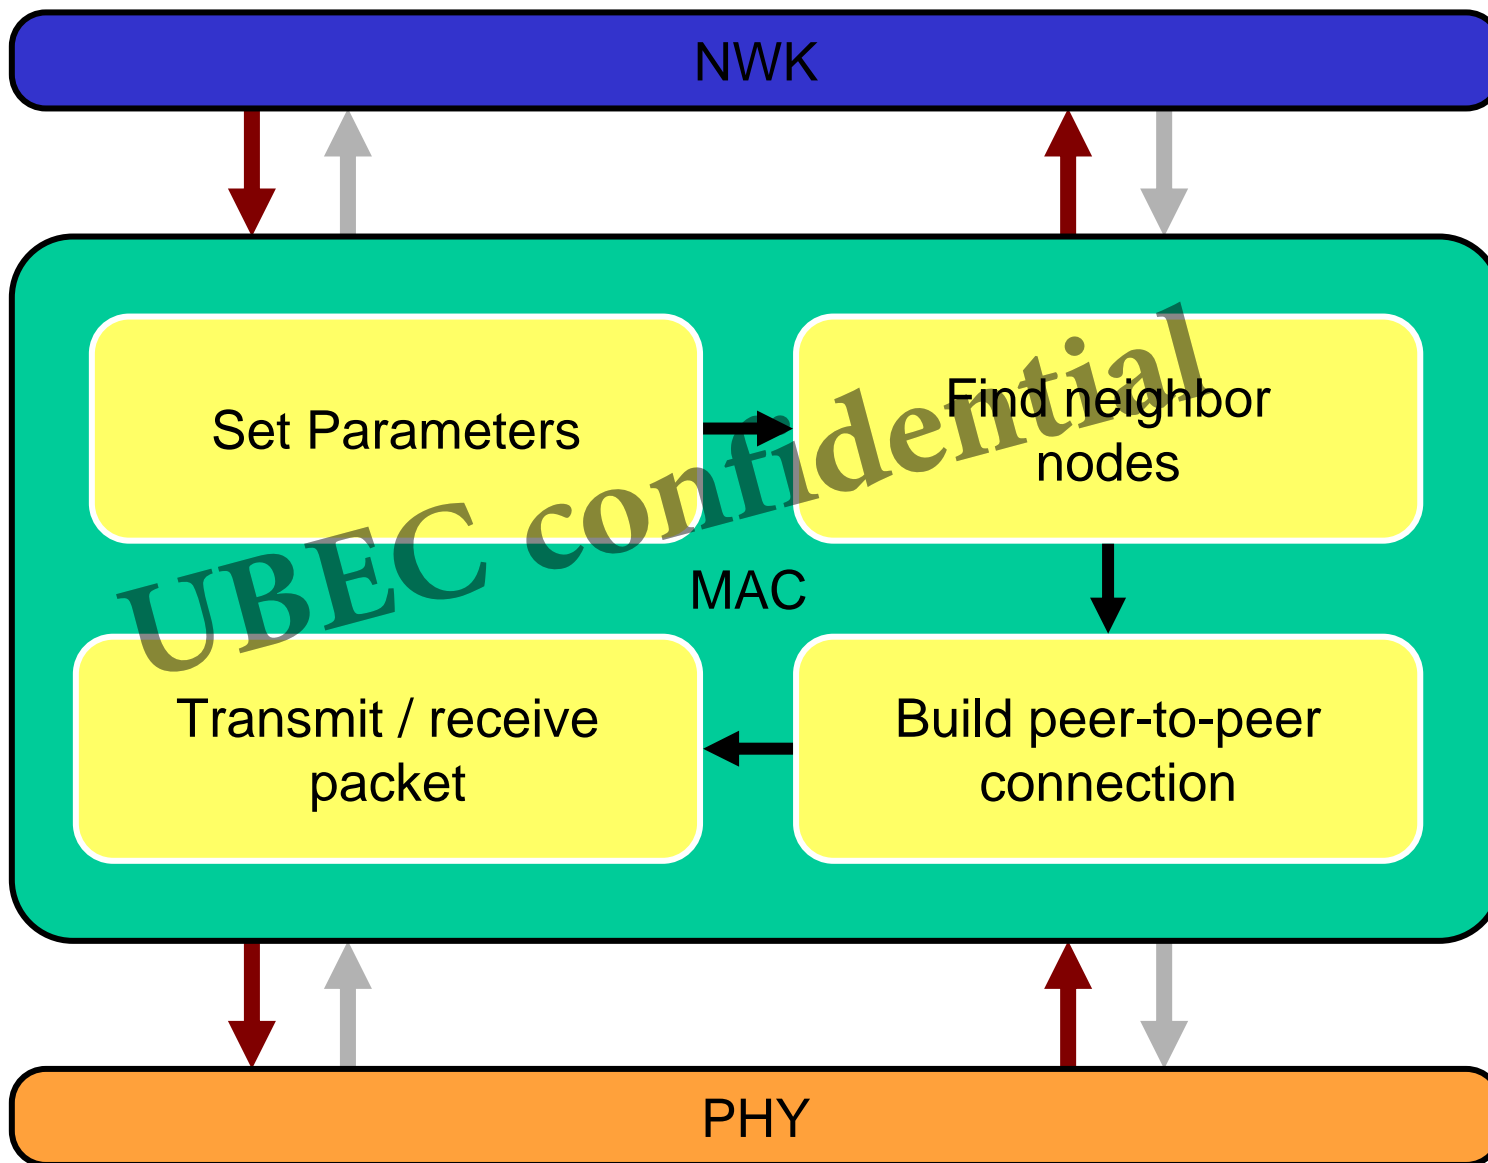 NWK
Set Parameters
Find neighbor
nodes
UBEC confidential
MAC
Transmit / receive
packet
Build peer-to-peer
connection
PHY